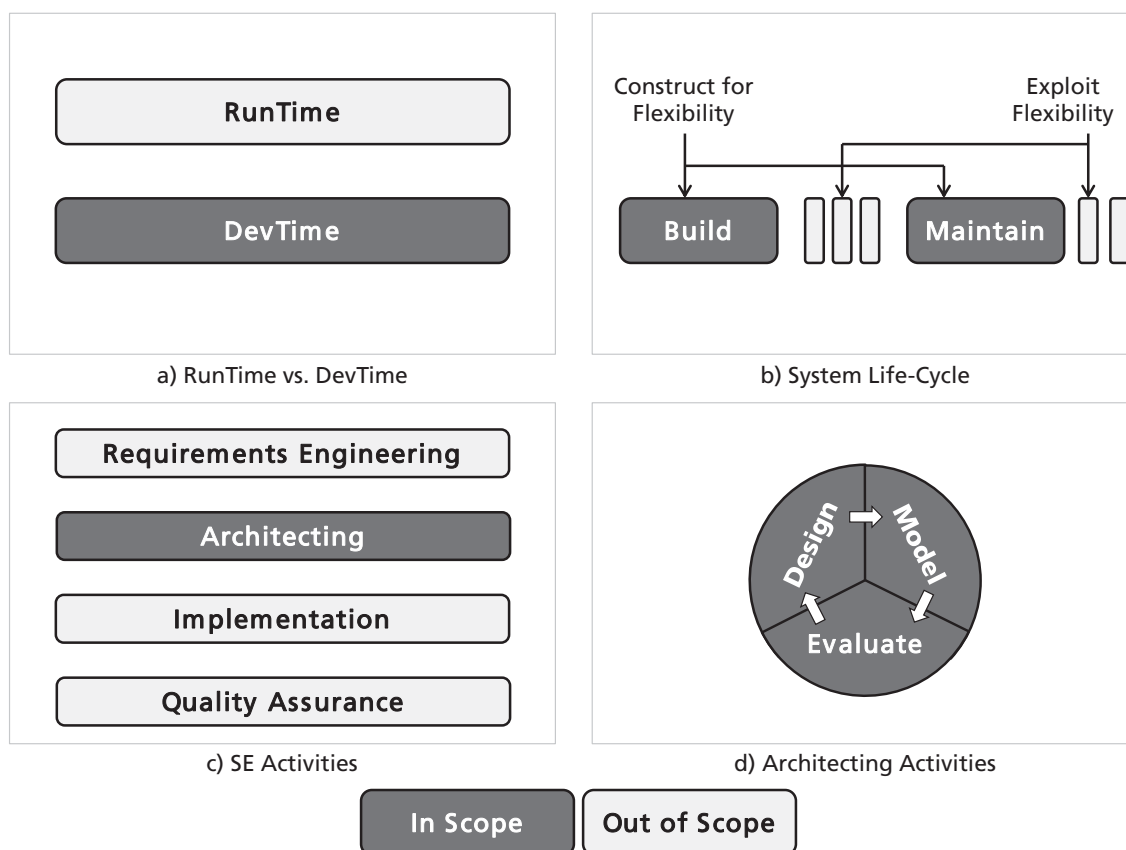 RunTime
DevTime
a) RunTime vs. DevTime
Construct for
Flexibility
Exploit
Flexibility
Build
Maintain
b) System Life-Cycle
Requirements Engineering
Architecting
Implementation
Quality Assurance
c) SE Activities
Design
Model
Evaluate
d) Architecting Activities
In Scope
Out of Scope